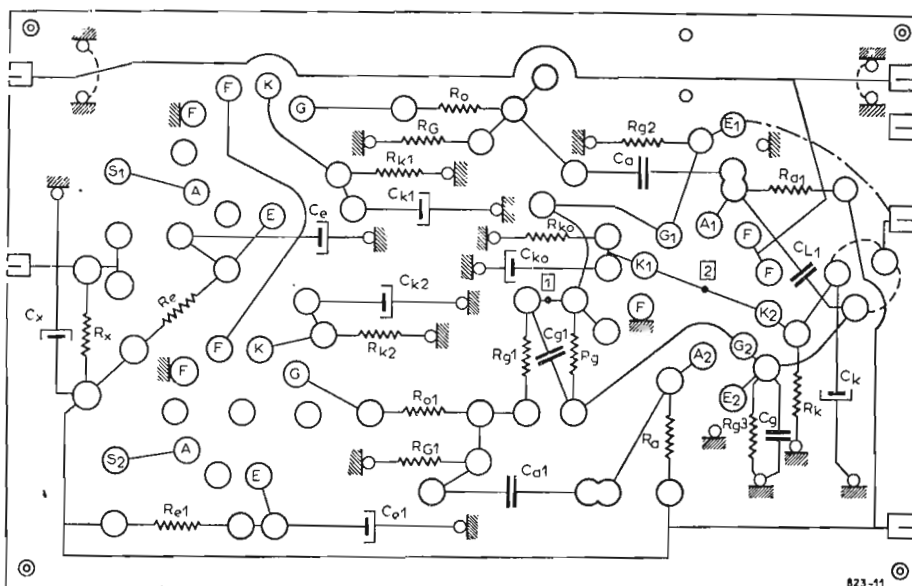 F
K
G
Ro
F
RG
Rg2
E1
Rk1
Ca
S1
A
Ra1
Ck1
E
Ce
Rko
G1
A1
F
CL1
Cko
K1
2
F
Re
Ck2
1
F
K2
Cx
Rx
Cg1
F
K
Rk2
Rg1
Rg
A2
G2
F
G
E2
Rk
Ck
Ro1
Ra
Rg3
Cg
S2
A
RG1
E
Ca1
Re1
Ce1
823-11